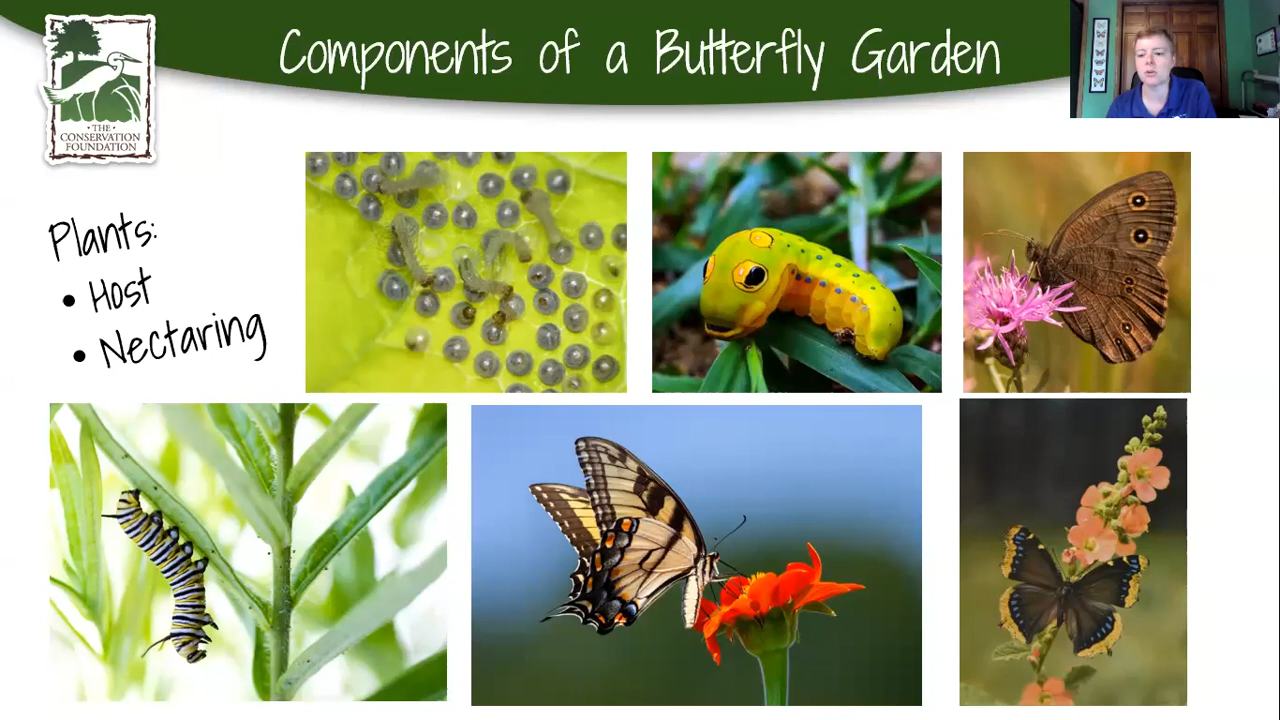 Components of a Butterfly Garden
• THE •
CONSERVATION
FOUNDATION
Plants:
• Host
• Nectaring